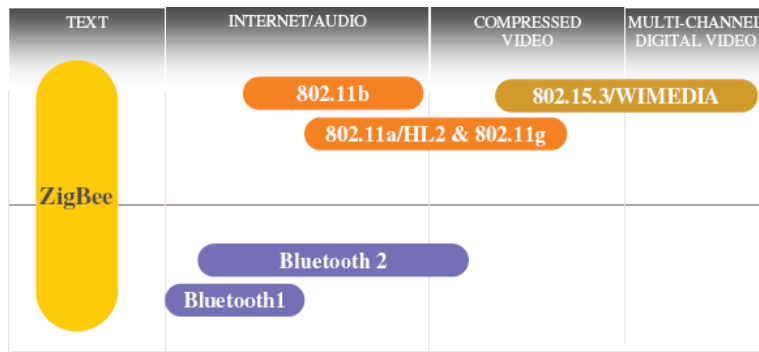 TEXT
INTERNET/AUDIO
COMPRESSED
VIDEO
MULTI-CHANNEL
DIGITAL VIDEO
802.11b
802.15.3/WIMEDIA
802.11a/HL2 & 802.11g
ZigBee
Bluetooth 2
Bluetooth1